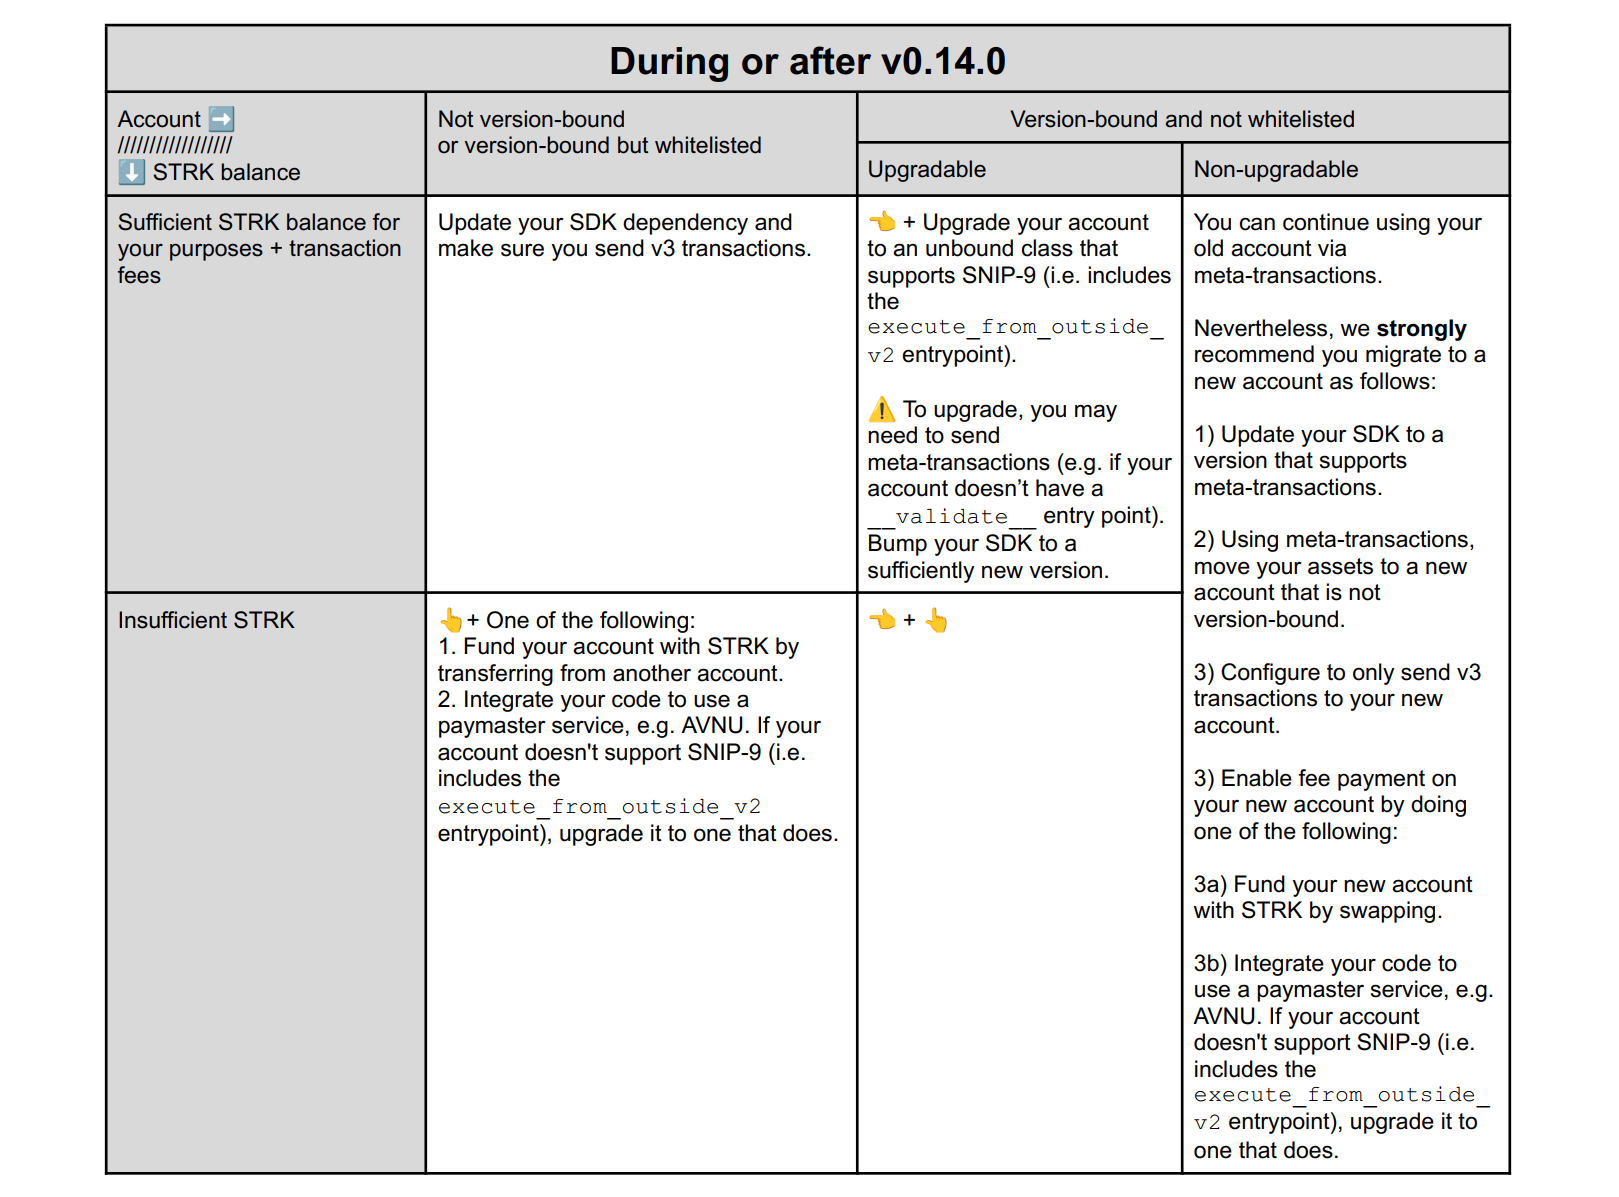 During or after v0.14.0
Account ➡️
//////////////////
⬇️ STRK balance
Not version-bound
or version-bound but whitelisted
Version-bound and not whitelisted
Upgradable
Non-upgradable
Sufficient STRK balance for
your purposes + transaction
fees
Update your SDK dependency and
make sure you send v3 transactions.
👈 + Upgrade your account
to an unbound class that
supports SNIP-9 (i.e. includes
the
execute_from_outside_
v2 entrypoint).
⚠️ To upgrade, you may
need to send
meta-transactions (e.g. if your
account doesn’t have a
__validate__ entry point).
Bump your SDK to a
sufficiently new version.
You can continue using your
old account via
meta-transactions.
Nevertheless, we strongly
recommend you migrate to a
new account as follows:
1) Update your SDK to a
version that supports
meta-transactions.
2) Using meta-transactions,
move your assets to a new
account that is not
version-bound.
3) Configure to only send v3
transactions to your new
account.
3) Enable fee payment on
your new account by doing
one of the following:
3a) Fund your new account
with STRK by swapping.
3b) Integrate your code to
use a paymaster service, e.g.
AVNU. If your account
doesn't support SNIP-9 (i.e.
includes the
execute_from_outside_
v2 entrypoint), upgrade it to
one that does.
Insufficient STRK
👆+ One of the following:
1. Fund your account with STRK by
transferring from another account.
2. Integrate your code to use a
paymaster service, e.g. AVNU. If your
account doesn't support SNIP-9 (i.e.
includes the
execute_from_outside_v2
entrypoint), upgrade it to one that does.
👈 + 👆